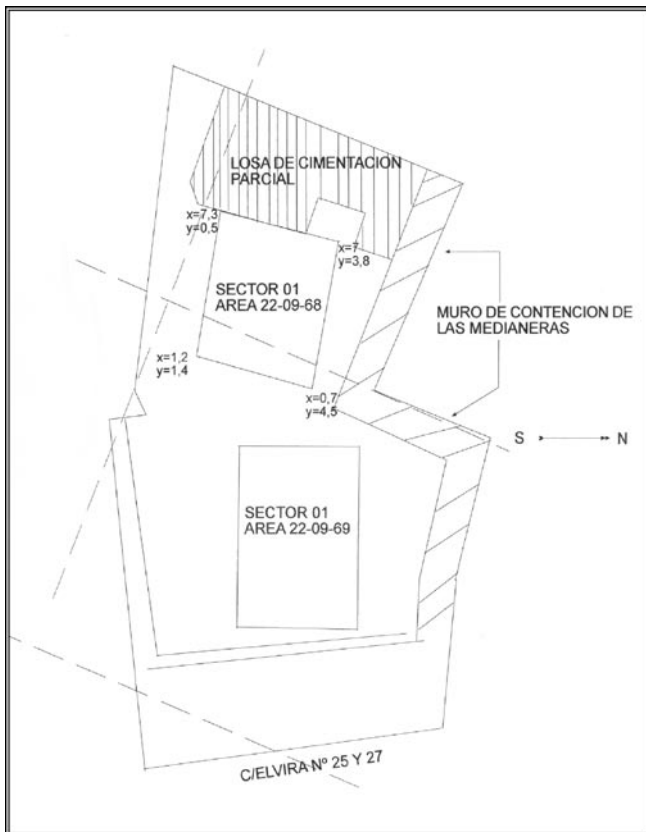 LOSA DE CIMENTACION
PARCIAL
x=7,3
y=0,5
x=7
y=3,8
SECTOR 01
AREA 22-09-68
MURO DE CONTENCION DE
LAS MEDIANERAS
x=1,2
y=1,4
x=0,7
y=4,5
S
N
SECTOR 01
AREA 22-09-69
C/ELVIRA Nº 25 Y 27